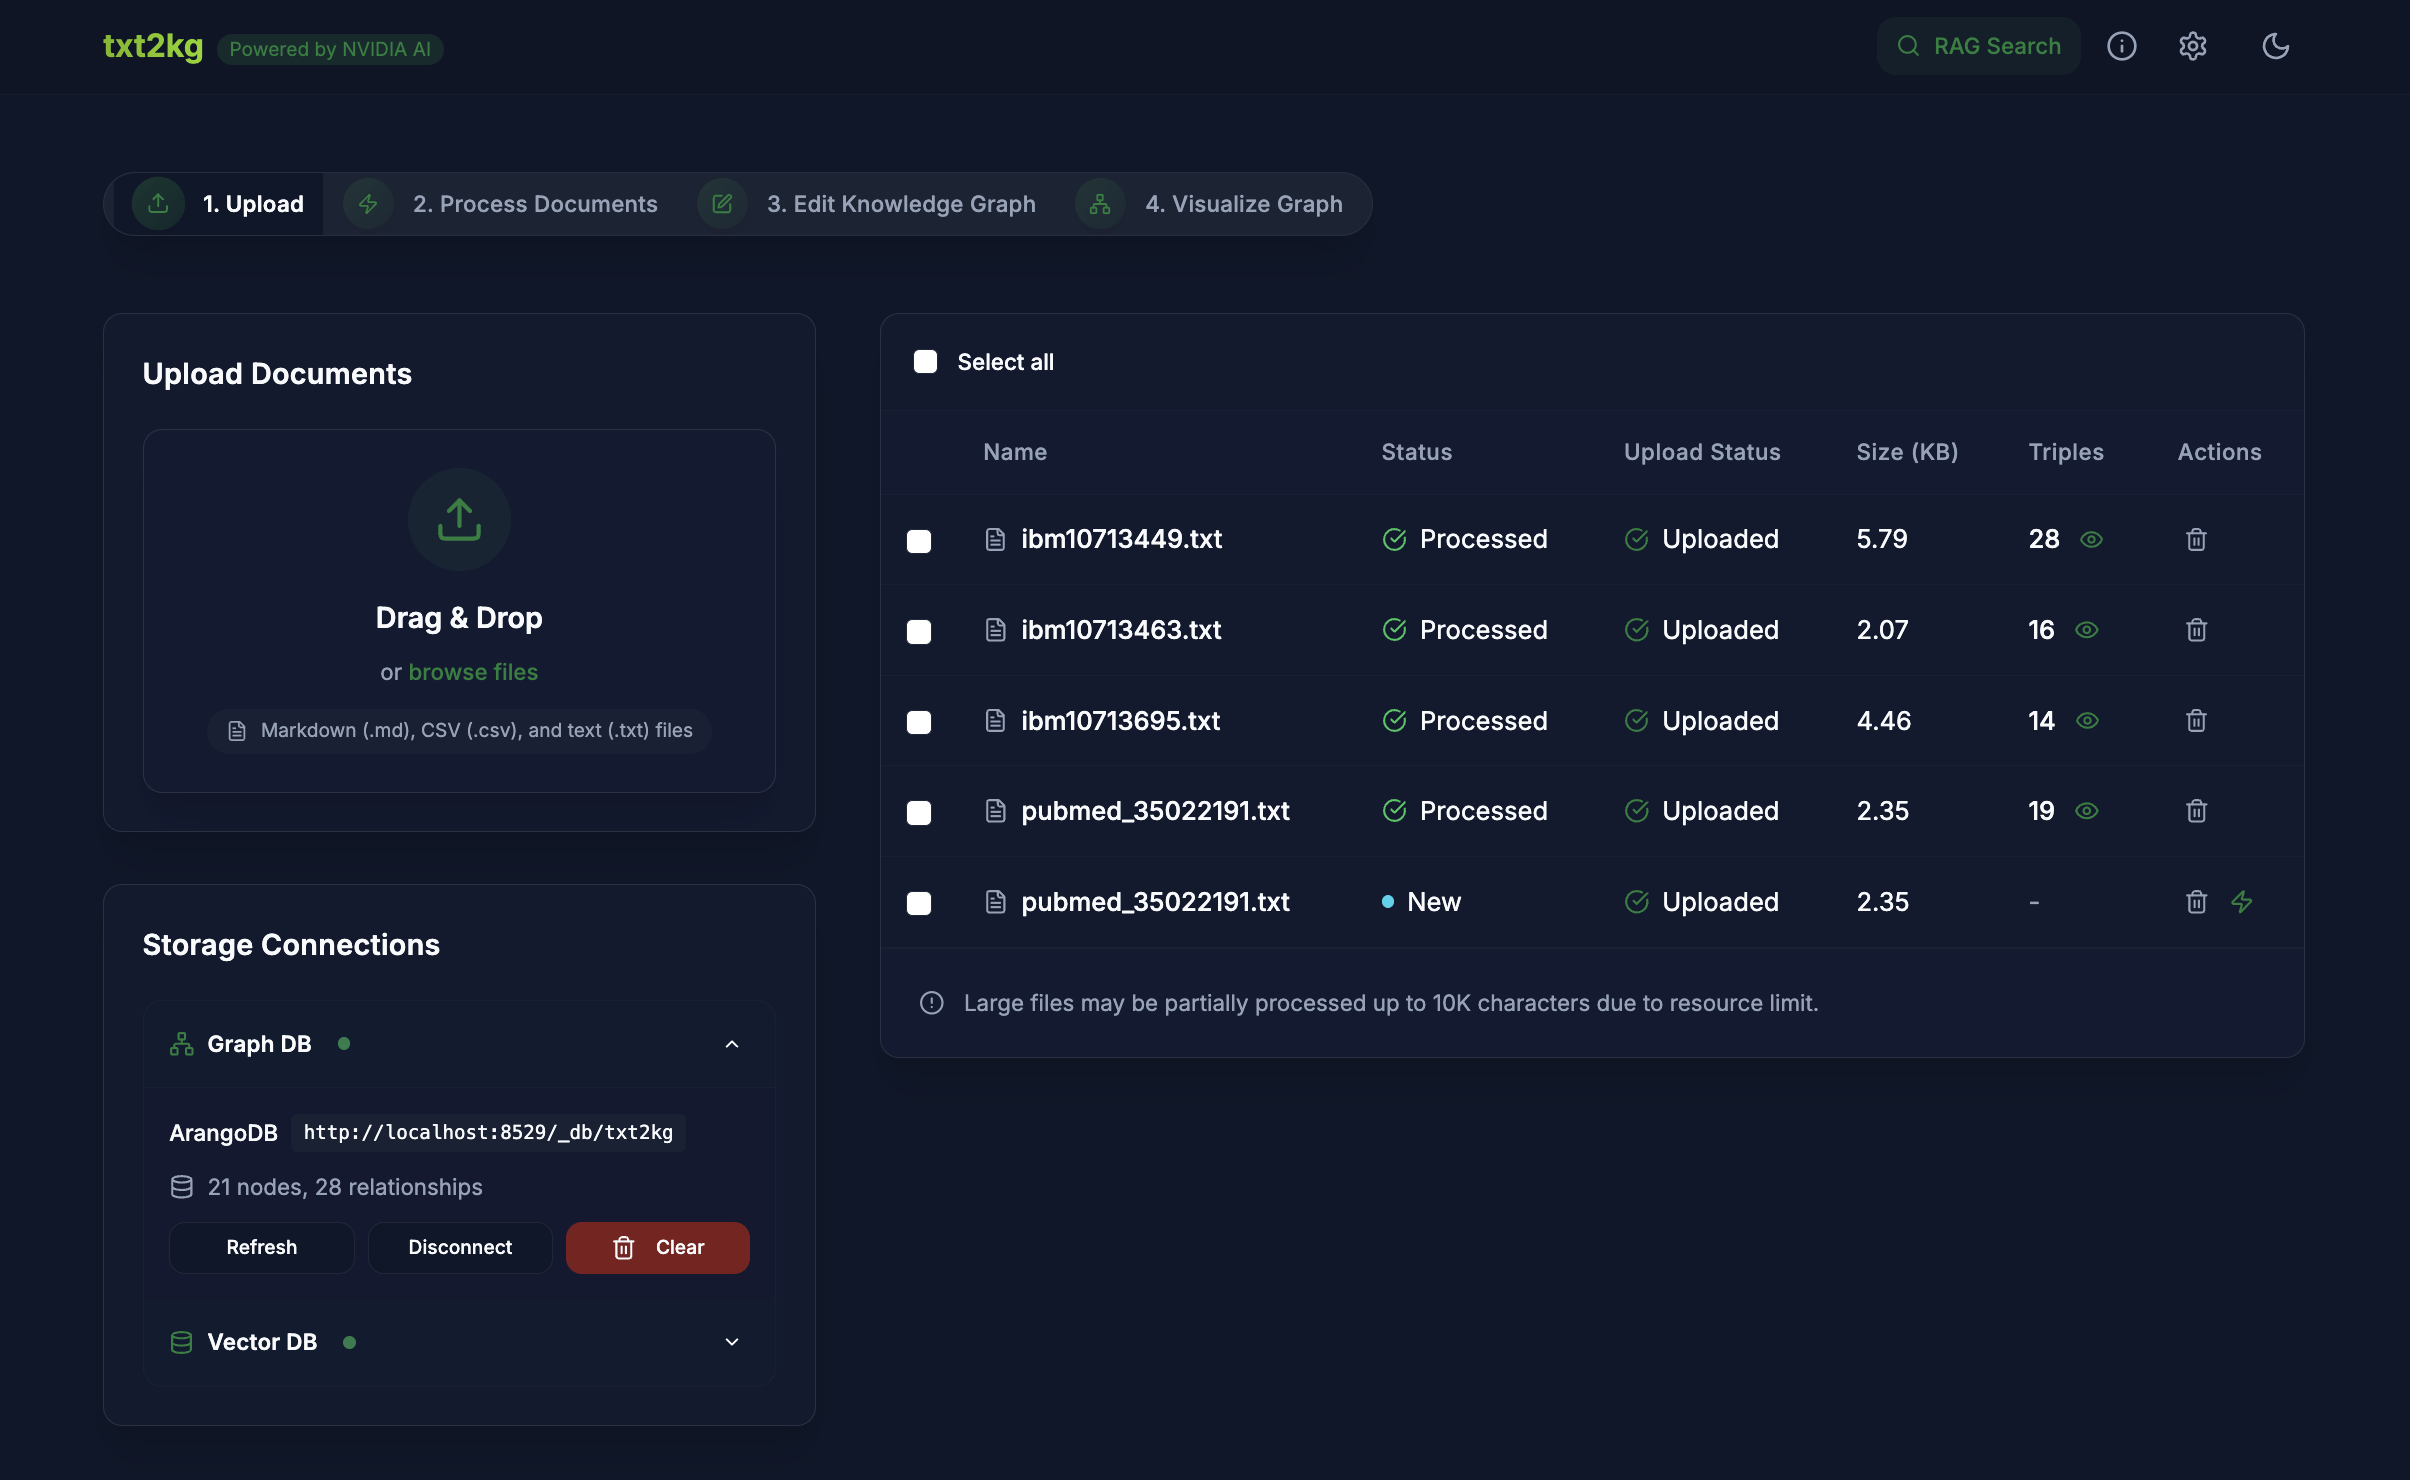 txt2kg Powered by NVIDIA AI
RAG Search
1. Upload
2. Process Documents
3. Edit Knowledge Graph
4. Visualize Graph
Upload Documents
Drag & Drop
or browse files
Markdown (.md), CSV (.csv), and text (.txt) files
Storage Connections
Graph DB
ArangoDB http://localhost:8529/_db/txt2kg
21 nodes, 28 relationships
Refresh Disconnect Clear
Vector DB
Select all
Name Status Upload Status Size (KB) Triples Actions
ibm10713449.txt Processed Uploaded 5.79 28
ibm10713463.txt Processed Uploaded 2.07 16
ibm10713695.txt Processed Uploaded 4.46 14
pubmed_35022191.txt Processed Uploaded 2.35 19
pubmed_35022191.txt New Uploaded 2.35 -
Large files may be partially processed up to 10K characters due to resource limit.